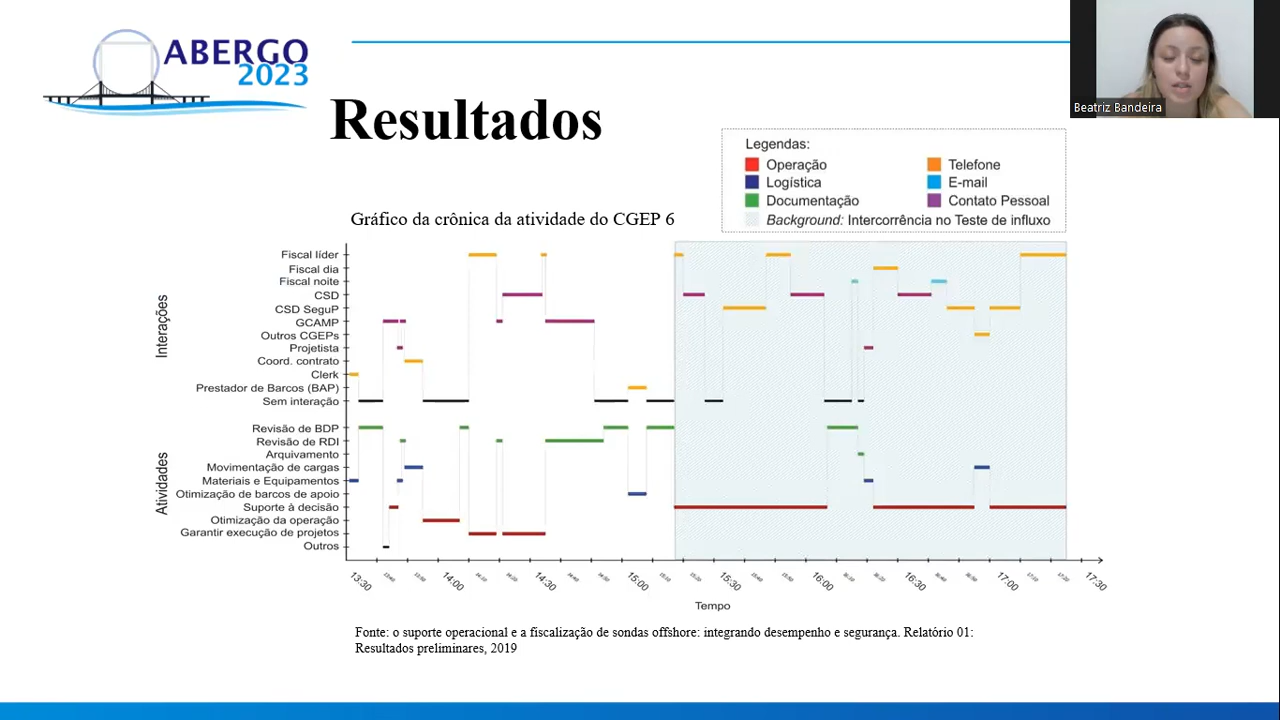 ABERGO
2023
Beatriz Bandeira
Resultados
Legendas:
Operação
Telefone
Logística
E-mail
Documentação
Contato Pessoal
Background: Intercorrência no Teste de influxo
Gráfico da crônica da atividade do CGEP 6
Interações
Fiscal líder
Fiscal dia
Fiscal noite
CSD
CSD SeguP
GCAMP
Outros CGEPs
Projetista
Coord. contrato
Clerk
Prestador de Barcos (BAP)
Sem interação
Atividades
Revisão de BDP
Revisão de RDI
Arquivamento
Movimentação de cargas
Materiais e Equipamentos
Otimização de barcos de apoio
Suporte à decisão
Otimização da operação
Garantir execução de projetos
Outros
13:30 14:00 14:30 15:00 15:30 16:00 16:30 17:00 17:30
Tempo
Fonte: o suporte operacional e a fiscalização de sondas offshore: integrando desempenho e segurança. Relatório 01:
Resultados preliminares, 2019